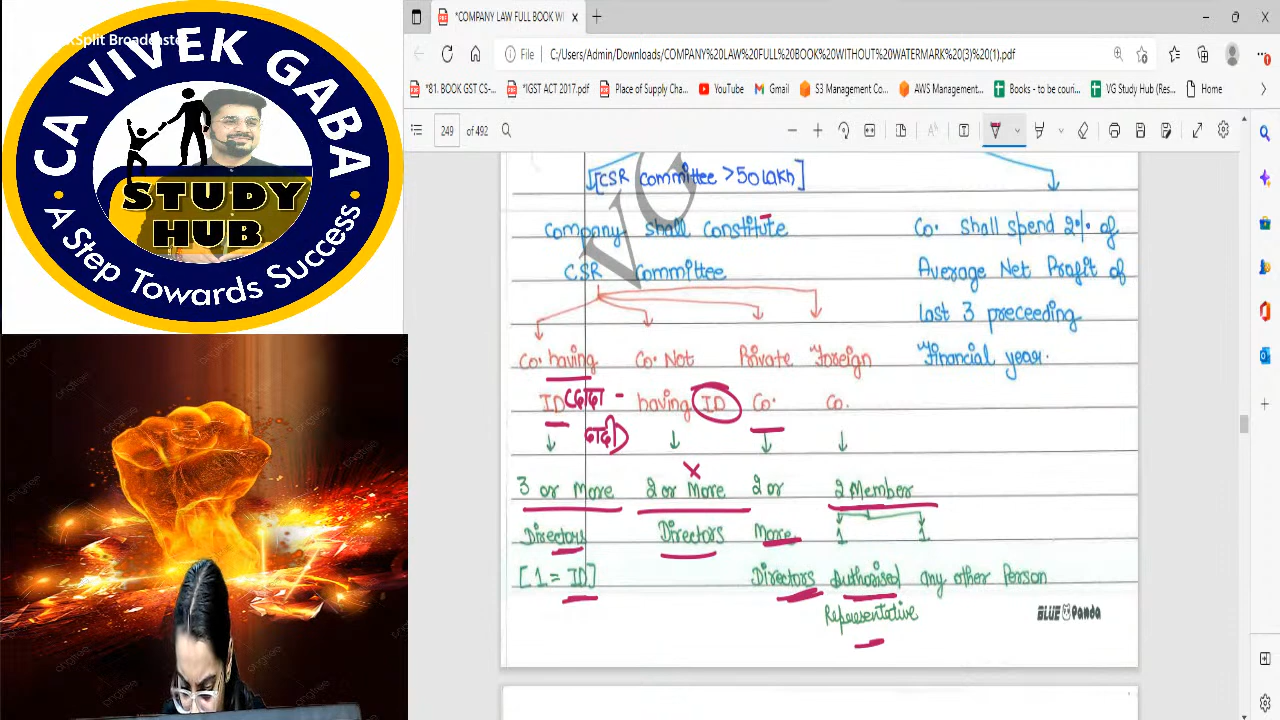 XSplit Broadcaster
CA VIVEK GABA
STUDY
HUB
• A Step Towards Success •
*COMPANY LAW FULL BOOK WI
File C:/Users/Admin/Downloads/COMPANY%20LAW%20FULL%20BOOK%20WITHOUT%20WATERMARK%20(3)%20(1).pdf
*81. BOOK GST CS-... *IGST ACT 2017.pdf Place of Supply Cha... YouTube Gmail S3 Management Co... AWS Management... Books - to be couri... VG Study Hub (Res... Home
249 of 492
[CSR Committee >50 lakh]
Company shall Constitute
CSR Committee
Co. shall spend 2% of
Average Net Profit of
last 3 preceeding
Financial year.
Co. having Co. Not Private Foreign
ID having ID Co. Co.
3 or More 2 or More 2 or 2 Member
Directors Directors More 1 1
[1 = ID] Directors Authorised any other Person
Representative
BLUE Panda
VG